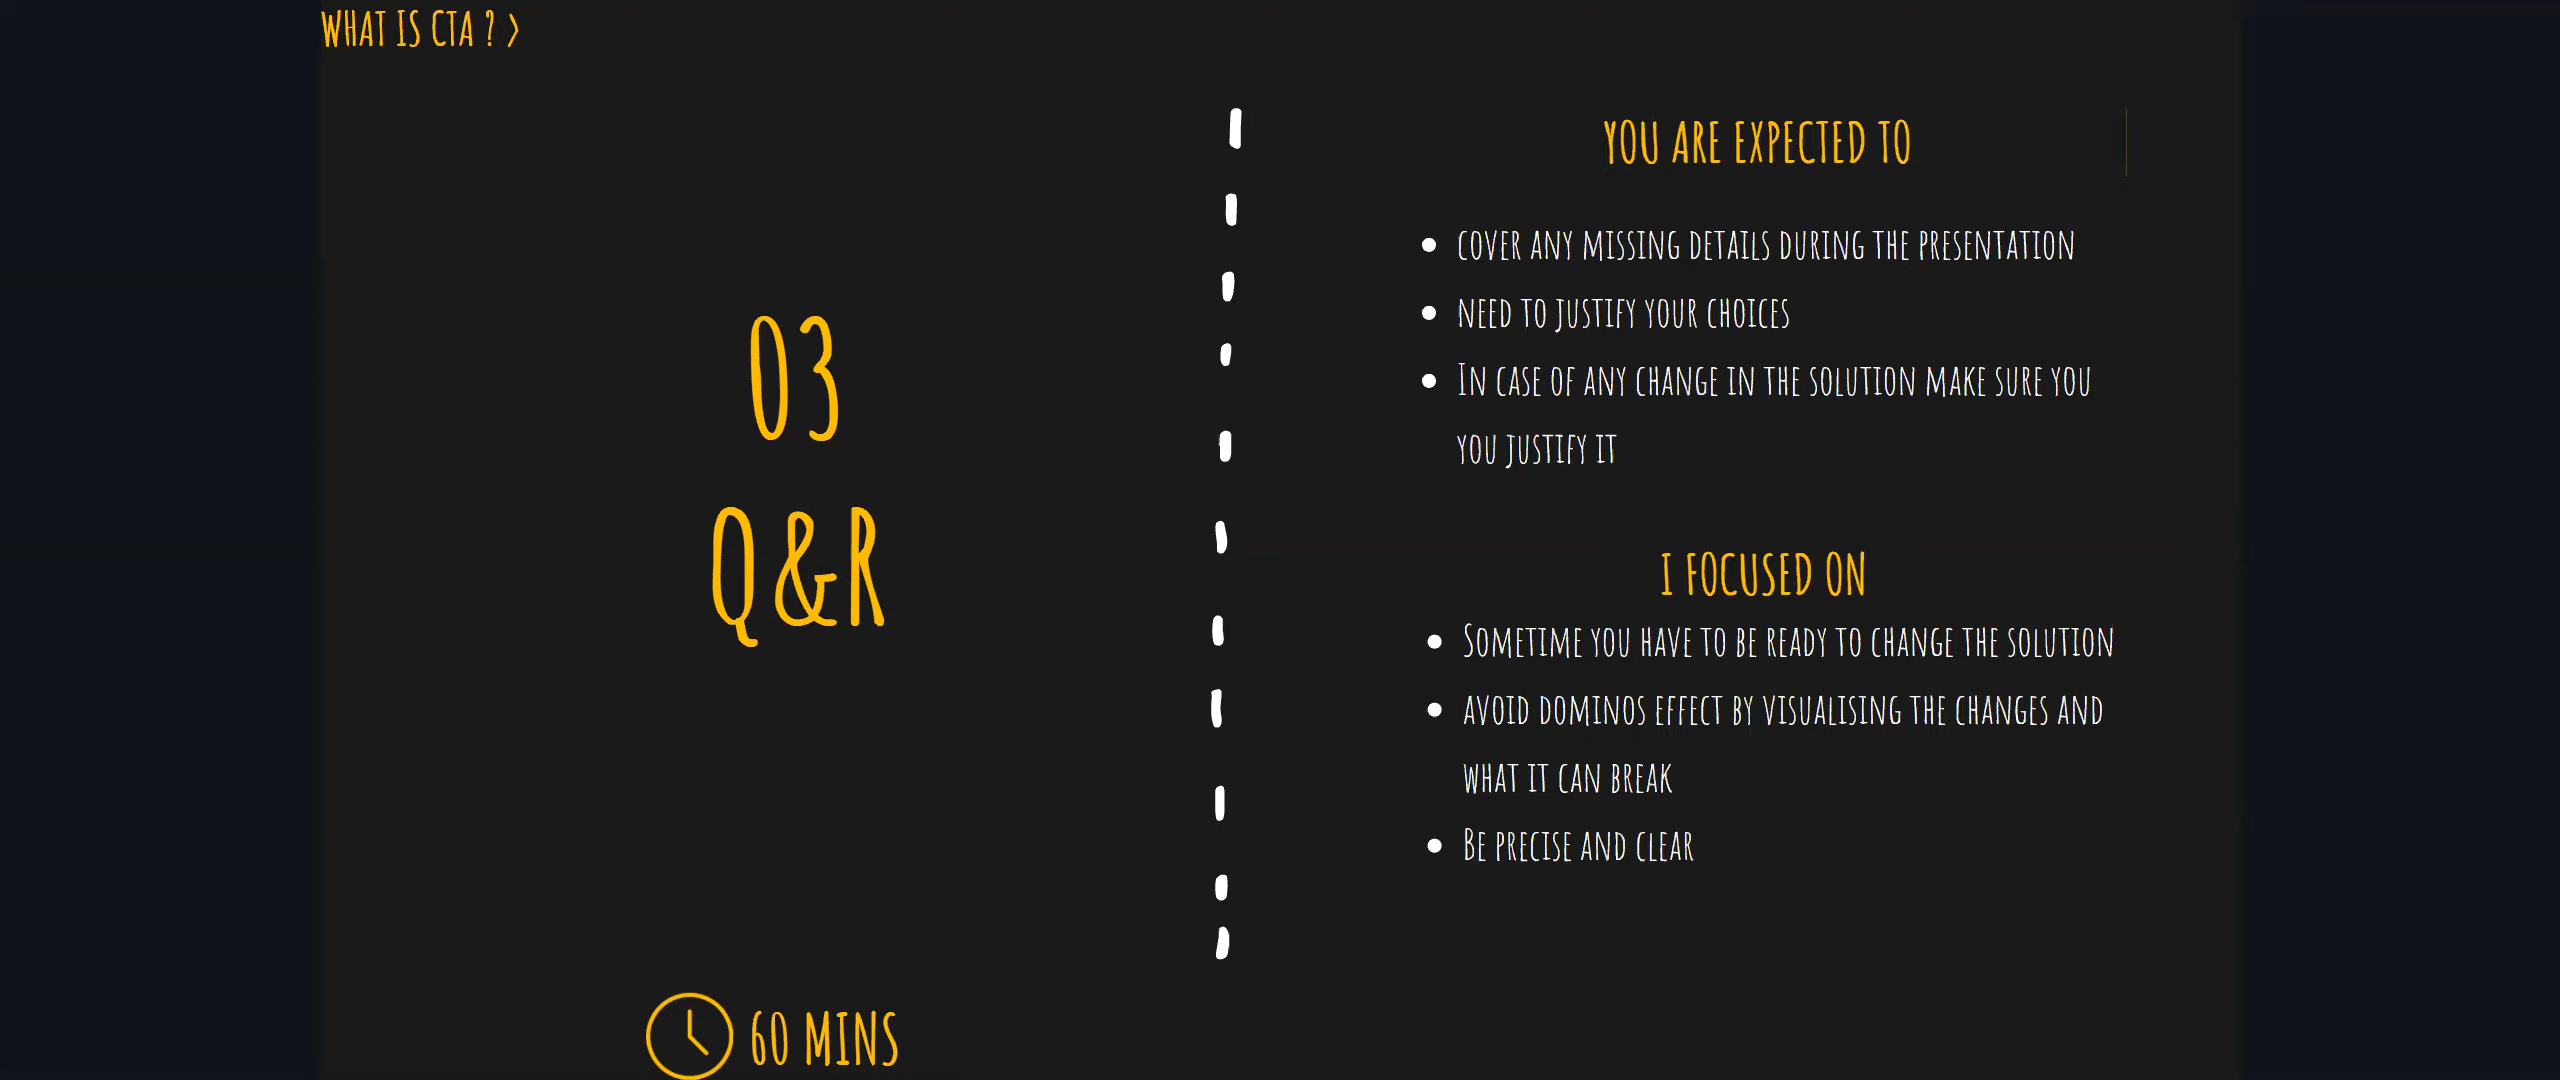 WHAT IS CTA ? >
03
Q&R
60 MINS
YOU ARE EXPECTED TO
COVER ANY MISSING DETAILS DURING THE PRESENTATION
NEED TO JUSTIFY YOUR CHOICES
IN CASE OF ANY CHANGE IN THE SOLUTION MAKE SURE YOU
YOU JUSTIFY IT
I FOCUSED ON
SOMETIME YOU HAVE TO BE READY TO CHANGE THE SOLUTION
AVOID DOMINOS EFFECT BY VISUALISING THE CHANGES AND
WHAT IT CAN BREAK
BE PRECISE AND CLEAR